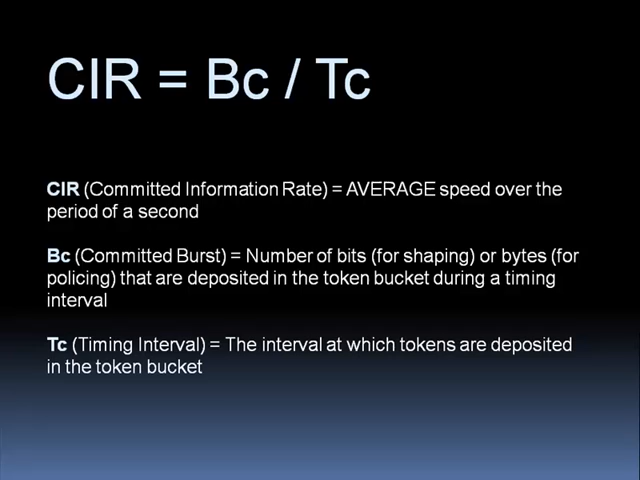 CIR = Bc / Tc
CIR (Committed Information Rate) = AVERAGE speed over the
period of a second
Bc (Committed Burst) = Number of bits (for shaping) or bytes (for
policing) that are deposited in the token bucket during a timing
interval
Tc (Timing Interval) = The interval at which tokens are deposited
in the token bucket